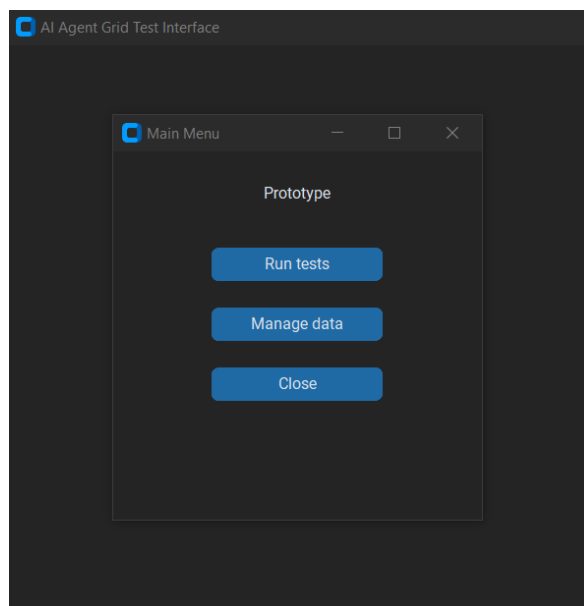 AI Agent Grid Test Interface
Main Menu
Prototype
Run tests
Manage data
Close